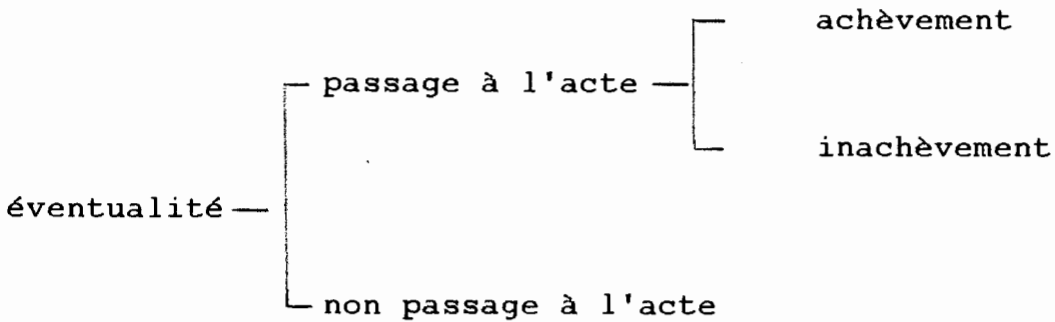 achèvement
passage à l'acte
inachèvement
éventualité
non passage à l'acte